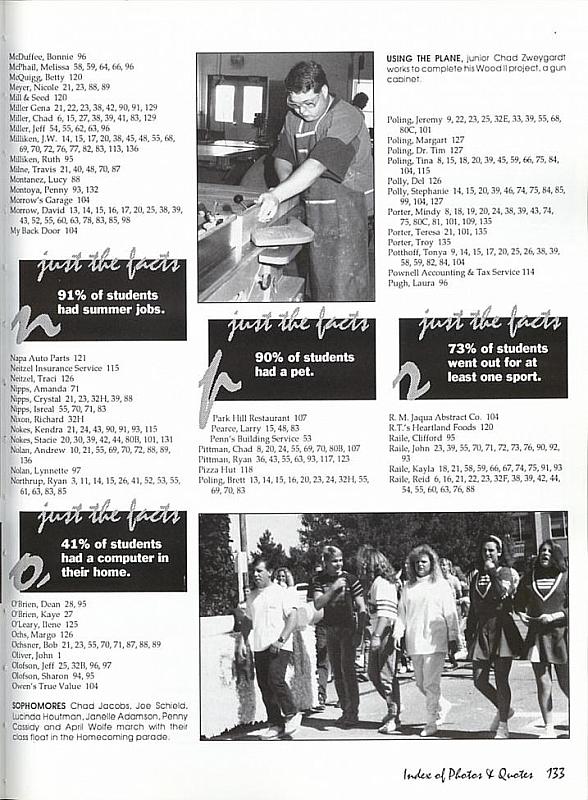 McDuffee, Bonnie 96
McPhail, Melissa 58, 59, 64, 66, 96
McQuigg, Betty 120
Meyer, Nicole 21, 23, 88, 89
Mill & Seed 120
Miller Gena 21, 22, 23, 38, 42, 90, 91, 129
Miller, Chad 6, 15, 27, 38, 39, 41, 83, 129
Miller, Jeff 54, 55, 62, 63, 96
Milliken, J.W. 14, 15, 17, 20, 38, 45, 48, 55, 68,
69, 70, 72, 76, 77, 82, 83, 113, 136
Milliken, Ruth 95
Milne, Travis 21, 40, 48, 70, 87
Montanez, Lucy 88
Montoya, Penny 93, 132
Morrow's Garage 104
Morrow, David 13, 14, 15, 16, 17, 20, 25, 38, 39,
43, 52, 55, 60, 63, 78, 83, 85, 98
My Back Door 104
just the facts
91% of students
had summer jobs.
n
Napa Auto Parts 121
Neitzel Insurance Service 115
Neitzel, Traci 126
Nipps, Amanda 71
Nipps, Crystal 21, 23, 32H, 39, 88
Nipps, Isreal 55, 70, 71, 83
Nixon, Richard 32H
Nokes, Kendra 21, 24, 43, 90, 91, 93, 115
Nokes, Stacie 20, 30, 39, 42, 44, 80B, 101, 131
Nolan, Andrew 10, 21, 55, 69, 70, 72, 88, 89,
136
Nolan, Lynnette 97
Northrup, Ryan 3, 11, 14, 15, 26, 41, 52, 53, 55,
61, 63, 83, 85
just the facts
41% of students
had a computer in
their home.
o
O'Brien, Dean 28, 95
O'Brien, Kaye 27
O'Leary, Ilene 125
Ochs, Margo 126
Ochsner, Bob 21, 23, 55, 70, 71, 87, 88, 89
Oliver, John 1
Olofson, Jeff 25, 32B, 96, 97
Olofson, Sharon 94, 95
Owen's True Value 104
SOPHOMORES Chad Jacobs, Joe Schield,
Lucinda Houtman, Janelle Adamson, Penny
Cassidy and April Wolfe march with their
class float in the Homecoming parade.
just the facts
90% of students
had a pet.
p
Park Hill Restaurant 107
Pearce, Larry 15, 48, 83
Penn's Building Service 53
Pittman, Chad 8, 20, 24, 55, 69, 70, 80B, 107
Pittman, Ryan 36, 43, 55, 63, 93, 117, 123
Pizza Hut 118
Poling, Brett 13, 14, 15, 16, 20, 23, 24, 32H, 55,
69, 70, 83
USING THE PLANE, junior Chad Zweygardt
works to complete his Wood II project, a gun
cabinet.
Poling, Jeremy 9, 22, 23, 25, 32E, 33, 39, 55, 68,
80C, 101
Poling, Margart 127
Poling, Dr. Tim 127
Poling, Tina 8, 15, 18, 20, 39, 45, 59, 66, 75, 84,
104, 115
Polly, Del 126
Polly, Stephanie 14, 15, 20, 39, 46, 74, 75, 84, 85,
99, 104, 127
Porter, Mindy 8, 18, 19, 20, 24, 38, 39, 43, 74,
75, 80C, 81, 101, 109, 135
Porter, Teresa 21, 101, 135
Porter, Troy 135
Potthoff, Tonya 9, 14, 15, 17, 20, 25, 26, 38, 39,
58, 59, 82, 84, 104
Pownell Accounting & Tax Service 114
Pugh, Laura 96
just the facts
73% of students
went out for at
least one sport.
r
R. M. Jaqua Abstract Co. 104
R.T.'s Heartland Foods 120
Raile, Clifford 95
Raile, John 23, 39, 55, 70, 71, 72, 73, 76, 90, 92,
93
Raile, Kayla 18, 21, 58, 59, 66, 67, 74, 75, 91, 93
Raile, Reid 6, 16, 21, 22, 23, 32F, 38, 39, 42, 44,
54, 55, 60, 63, 76, 88
Index of Photos & Quotes 133